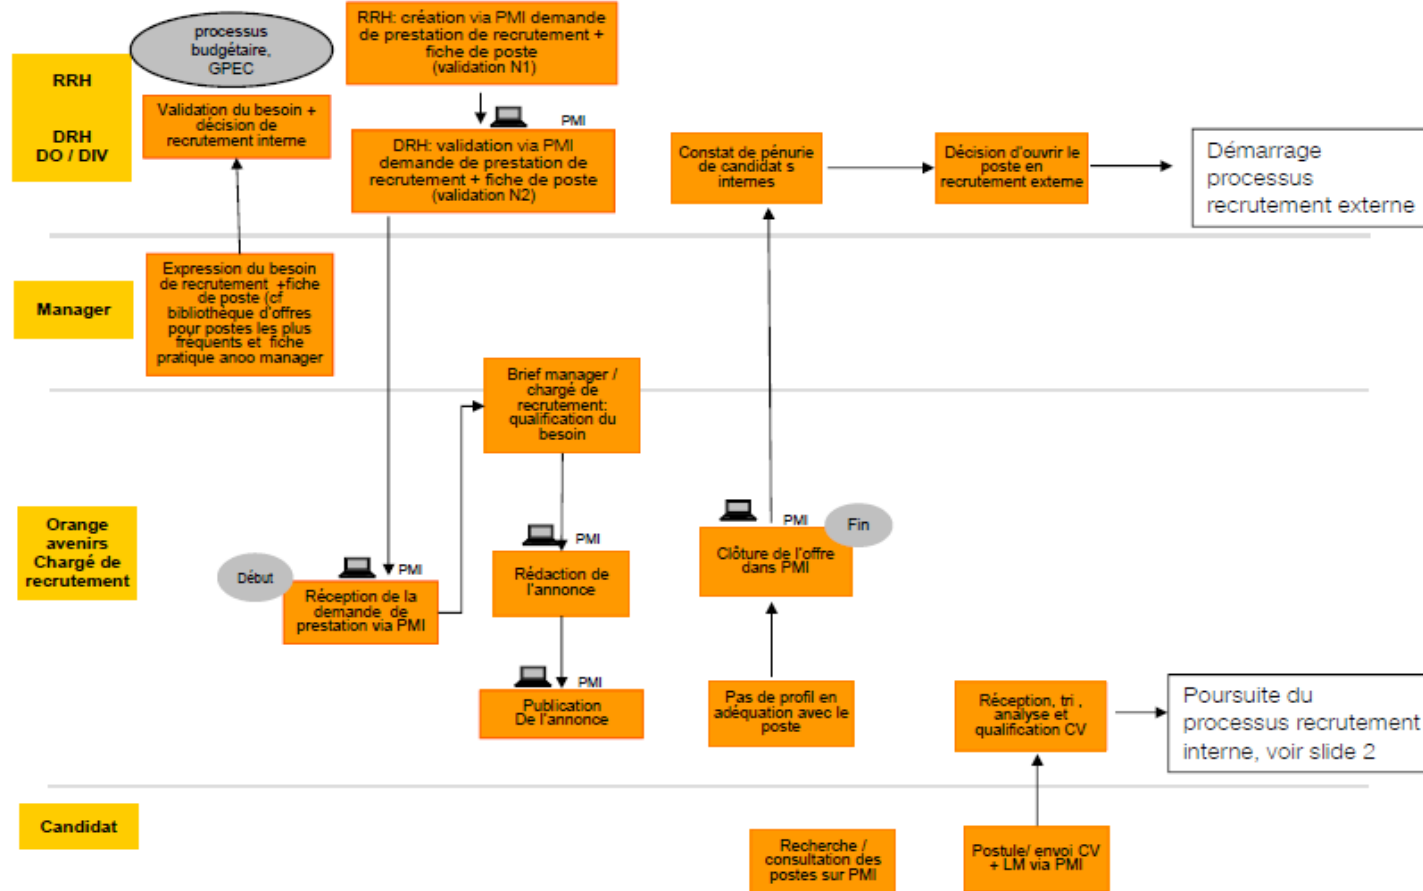 RRH
DRH
DO / DIV
processus
budgétaire,
GPEC
Validation du besoin +
décision de
recrutement interne
RRH: création via PMI demande
de prestation de recrutement +
fiche de poste
(validation N1)
PMI
DRH: validation via PMI
demande de prestation de
recrutement + fiche de poste
(validation N2)
Constat de pénurie
de candidat s
internes
Décision d'ouvrir le
poste en
recrutement externe
Démarrage
processus
recrutement externe
Manager
Expression du besoin
de recrutement +fiche
de poste (cf
bibliothèque d'offres
pour postes les plus
fréquents et fiche
pratique anoo manager
Brief manager /
chargé de
recrutement:
qualification du
besoin
Orange
avenirs
Chargé de
recrutement
Début
PMI
Réception de la
demande de
prestation via PMI
PMI
Rédaction de
l'annonce
PMI
Publication
De l'annonce
PMI
Fin
Clôture de l'offre
dans PMI
Pas de profil en
adéquation avec le
poste
Réception, tri ,
analyse et
qualification CV
Poursuite du
processus recrutement
interne, voir slide 2
Candidat
Recherche /
consultation des
postes sur PMI
Postule/ envoi CV
+ LM via PMI